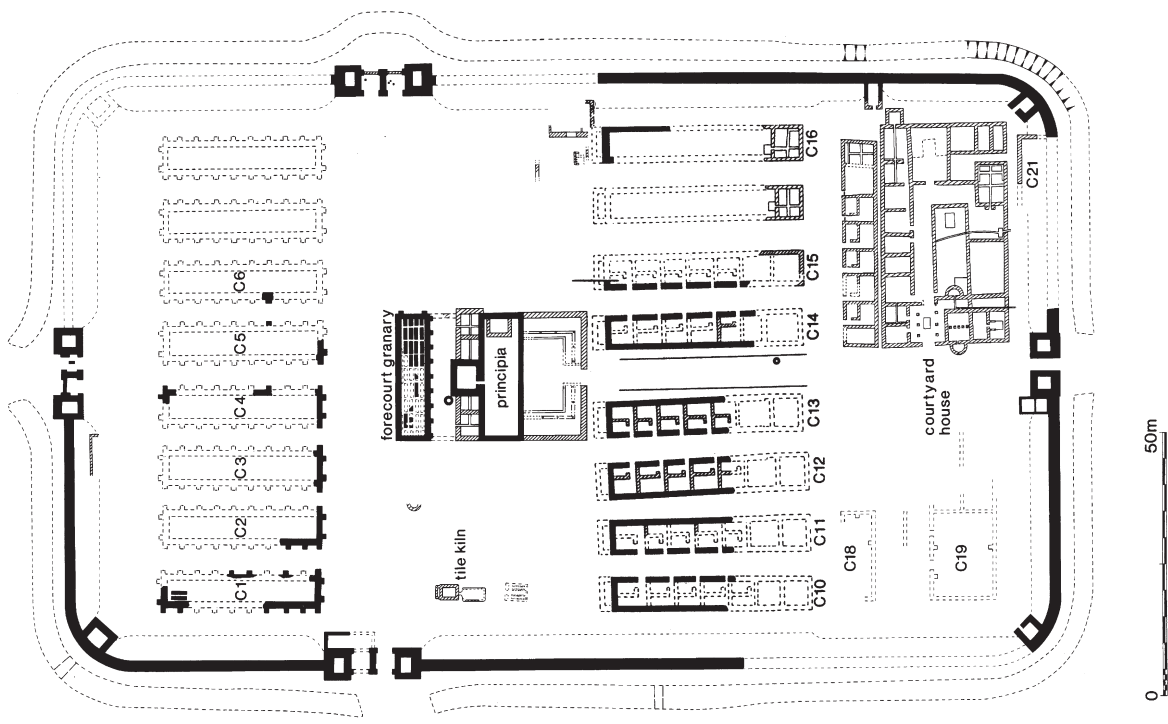 C16
C21
C15
C6
C5
C14
forecourt granary
principia
C4
C13
courtyard
house
C3
C12
50m
C2
C11
tile kiln
C18
C19
C1
C10
0